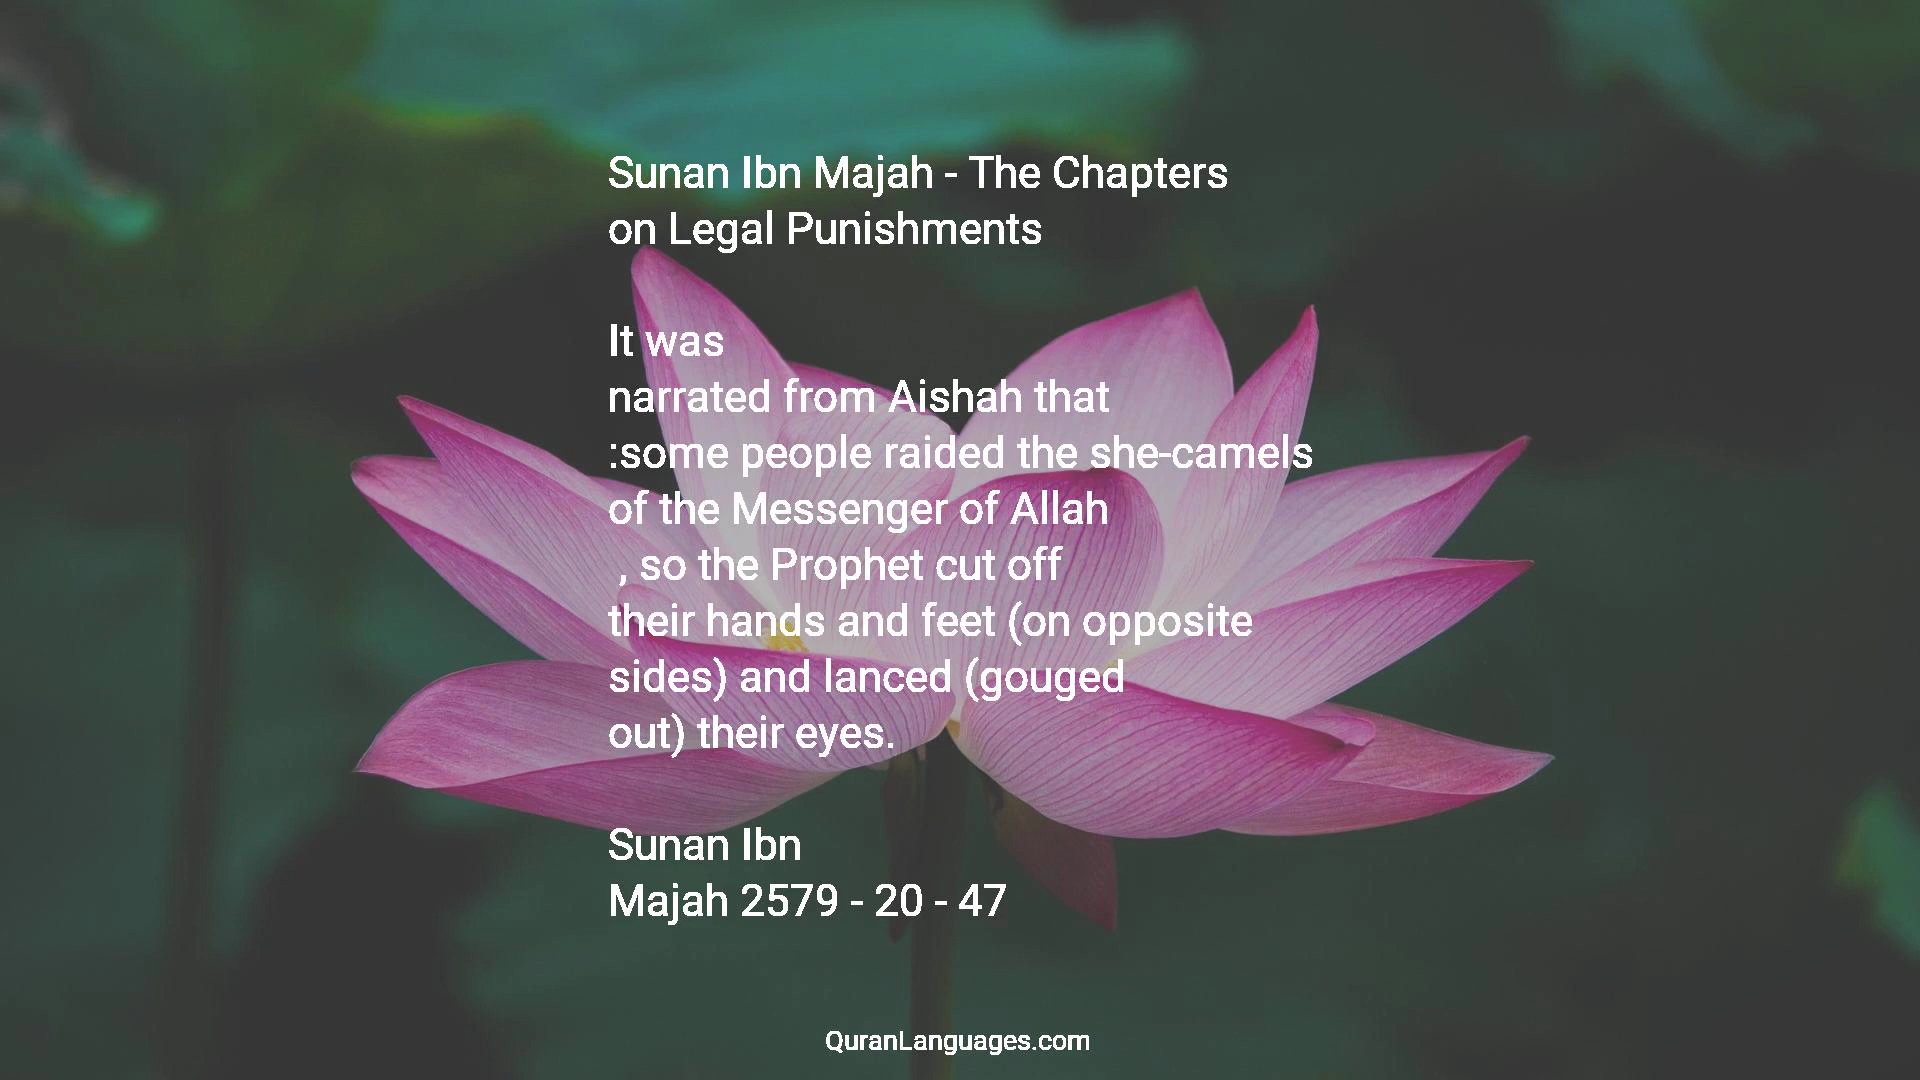 Sunan Ibn Majah - The Chapters
on Legal Punishments
It was
narrated from Aishah that
:some people raided the she-camels
of the Messenger of Allah
, so the Prophet cut off
their hands and feet (on opposite
sides) and lanced (gouged
out) their eyes.
Sunan Ibn
Majah 2579 - 20 - 47
QuranLanguages.com